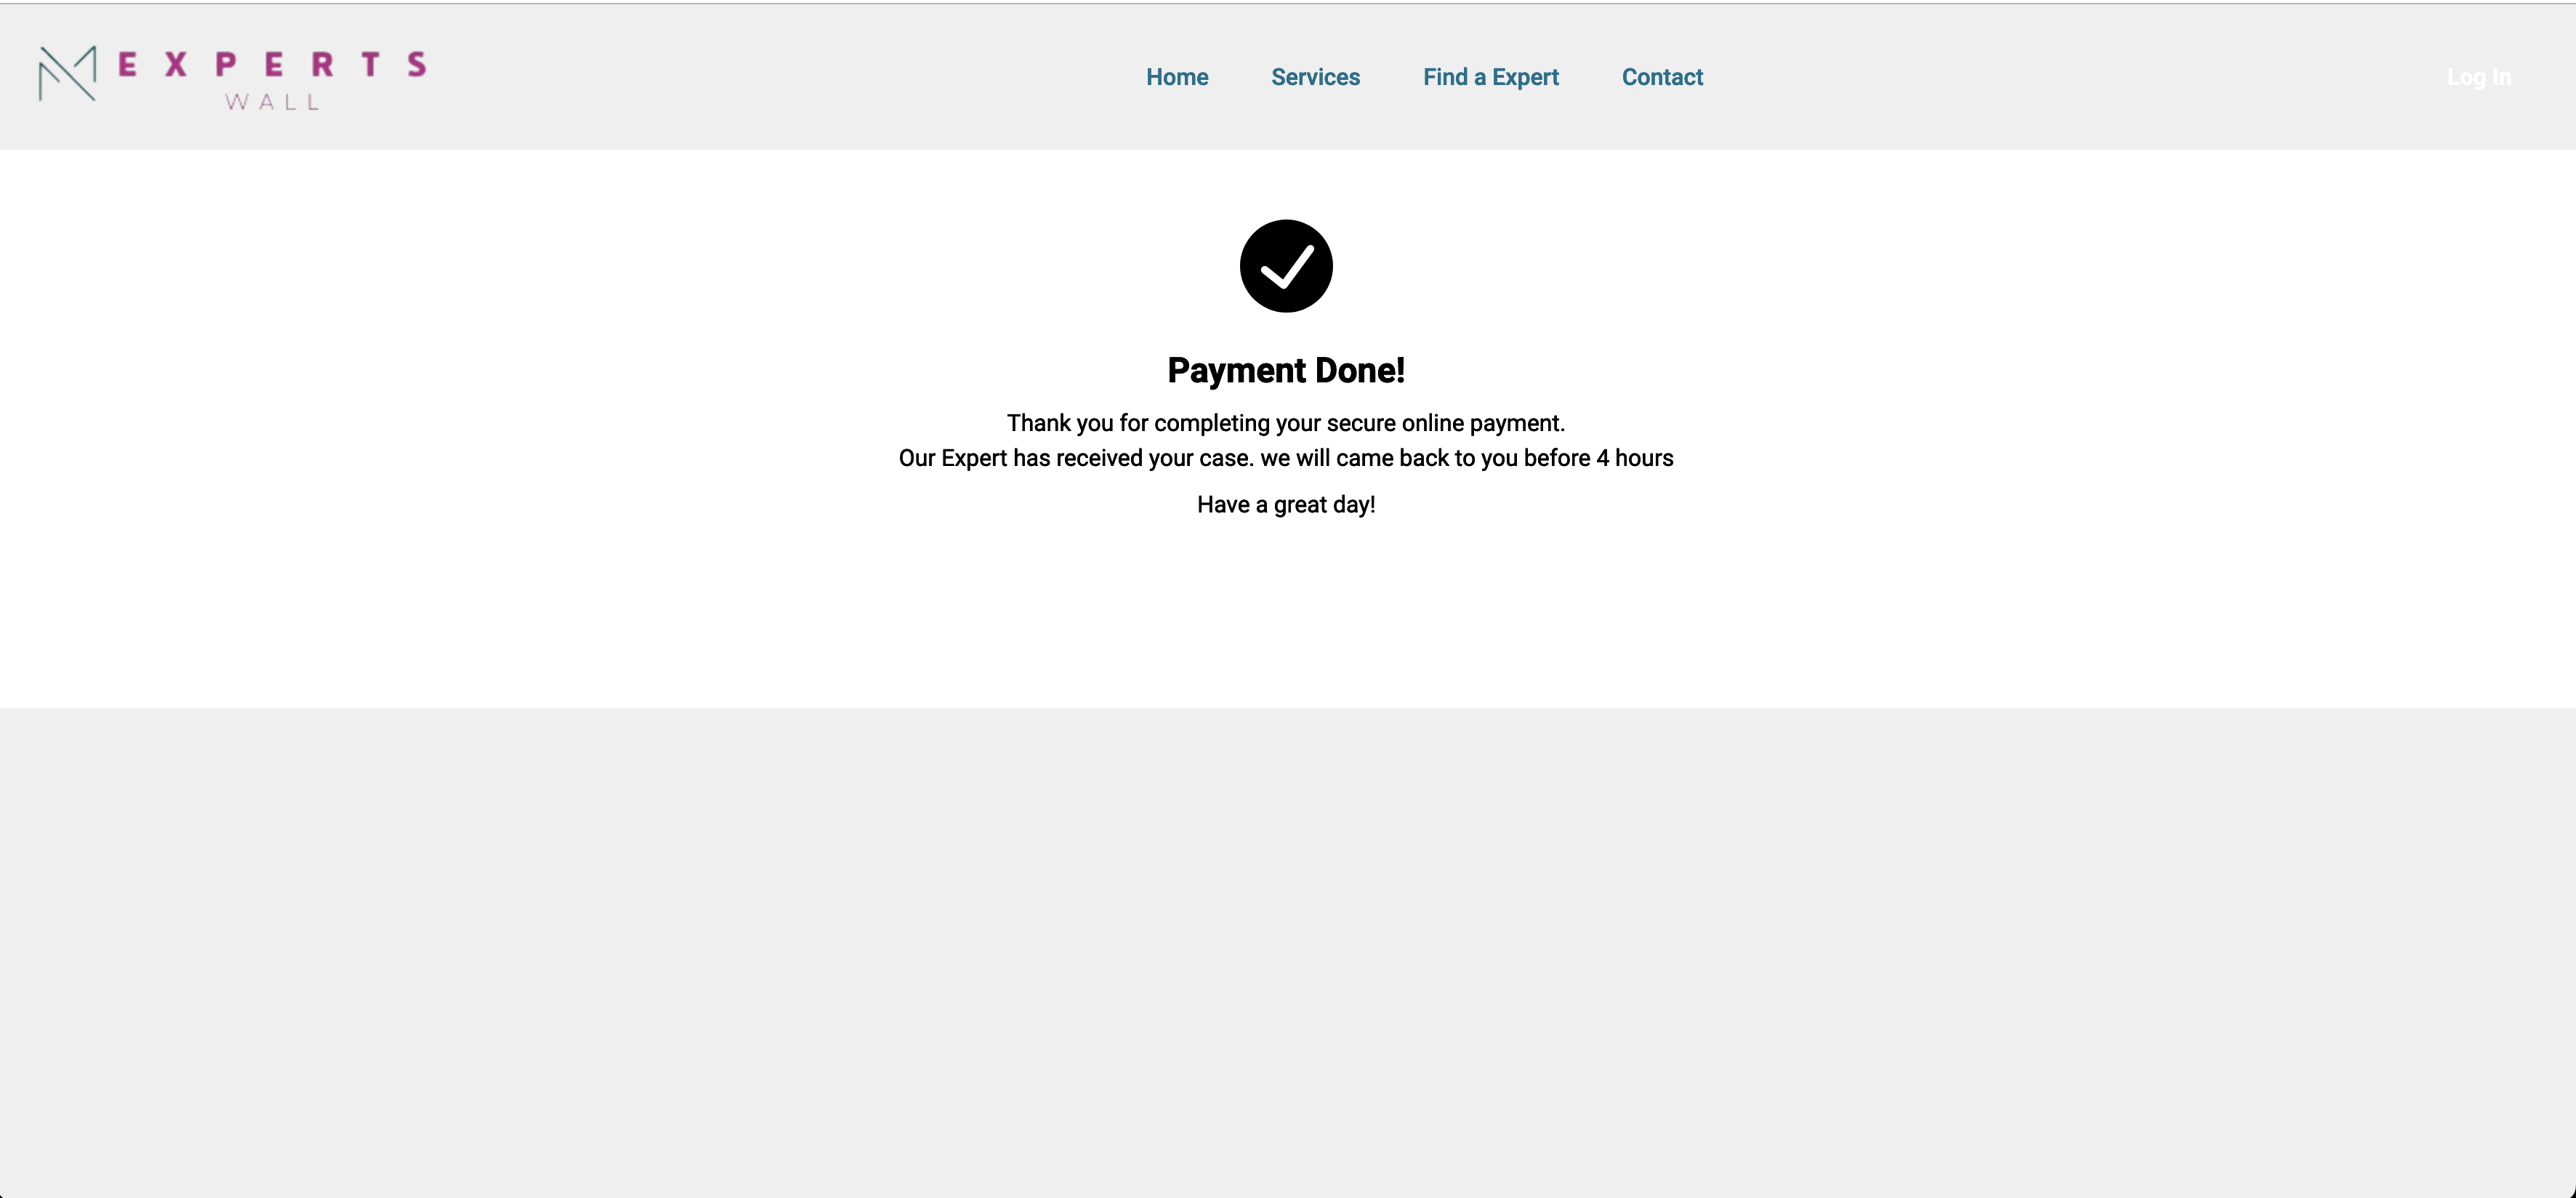 EXPERTS
WALL
Home
Services
Find a Expert
Contact
Log In
Payment Done!
Thank you for completing your secure online payment.
Our Expert has received your case. we will came back to you before 4 hours
Have a great day!